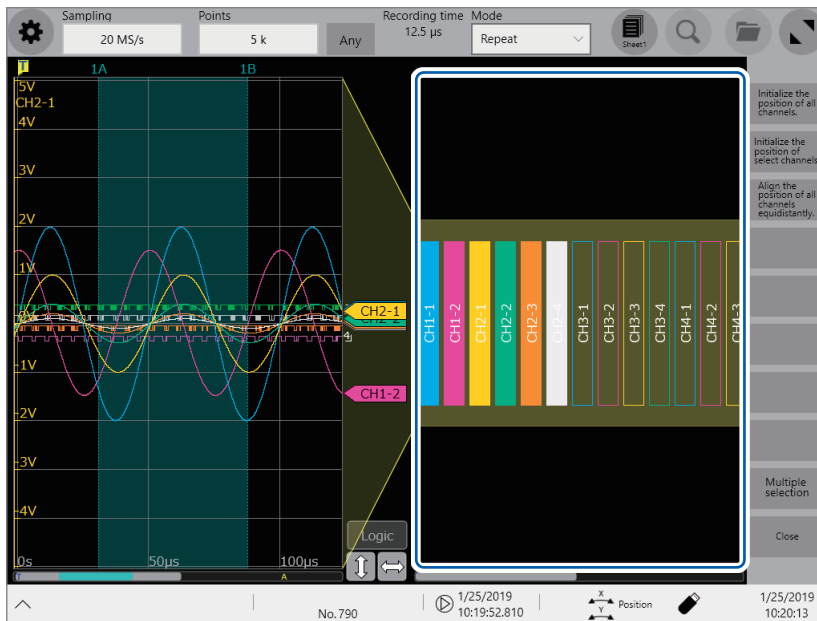 Sampling
Points
Recording time
Mode
20 MS/s
5 k
Any
12.5 µs
Repeat
Sheet1
T
1A
1B
5V
CH2-1
4V
3V
2V
1V
0V
-1V
-2V
-3V
-4V
0s
50µs
100µs
CH2-1
CH2-2
CH1-2
Logic
T
A
CH1-1
CH1-2
CH2-1
CH2-2
CH2-3
CH2-4
CH3-1
CH3-2
CH3-3
CH3-4
CH4-1
CH4-2
CH4-3
Initialize the
position of all
channels.
Initialize the
position of
select channels
Align the
position of all
channels
equidistantly.
Multiple
selection
Close
No. 790
1/25/2019
10:19:52.810
X
Y
Position
1/25/2019
10:20:13